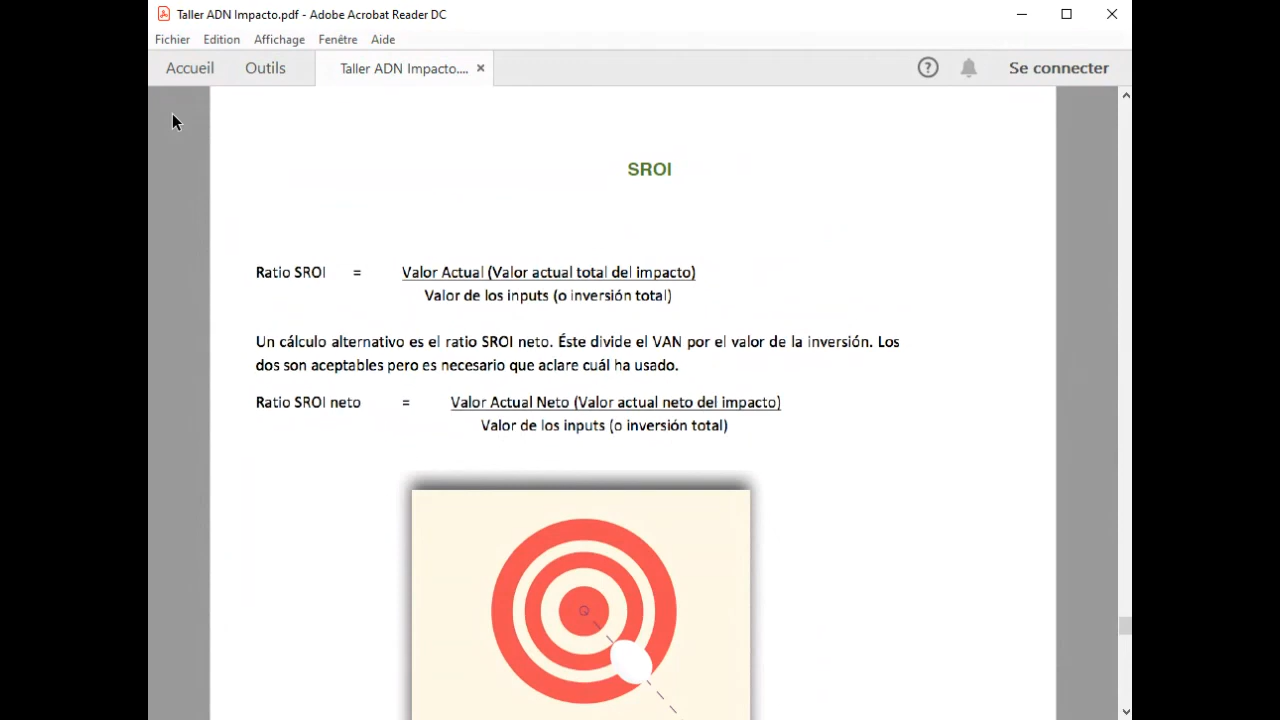 Taller ADN Impacto.pdf - Adobe Acrobat Reader DC
Fichier Edition Affichage Fenêtre Aide
Accueil Outils Taller ADN Impacto.... × ? Se connecter
SROI
Ratio SROI = Valor Actual (Valor actual total del impacto)
Valor de los inputs (o inversión total)
Un cálculo alternativo es el ratio SROI neto. Éste divide el VAN por el valor de la inversión. Los
dos son aceptables pero es necesario que aclare cuál ha usado.
Ratio SROI neto = Valor Actual Neto (Valor actual neto del impacto)
Valor de los inputs (o inversión total)